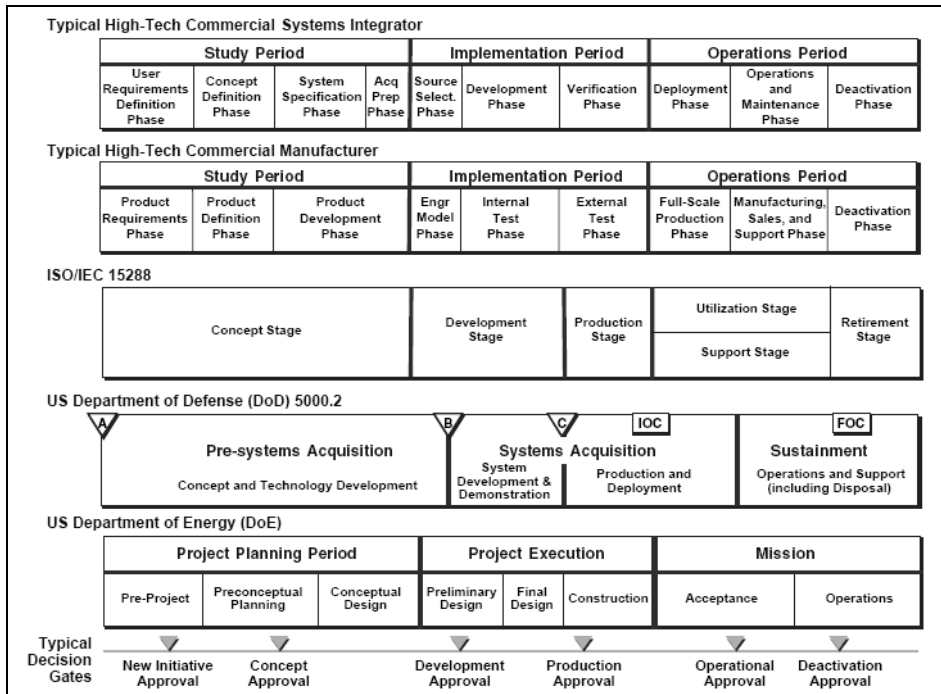 Typical High-Tech Commercial Systems Integrator
Study Period
Implementation Period
Operations Period
User
Requirements
Definition
Phase
Concept
Definition
Phase
System
Specification
Phase
Acq
Prep
Phase
Source
Select.
Phase
Development
Phase
Verification
Phase
Deployment
Phase
Operations
and
Maintenance
Phase
Deactivation
Phase
Typical High-Tech Commercial Manufacturer
Study Period
Implementation Period
Operations Period
Product
Requirements
Phase
Product
Definition
Phase
Product
Development
Phase
Engr
Model
Phase
Internal
Test
Phase
External
Test
Phase
Full-Scale
Production
Phase
Manufacturing,
Sales, and
Support Phase
Deactivation
Phase
ISO/IEC 15288
Concept Stage
Development
Stage
Production
Stage
Utilization Stage
Support Stage
Retirement
Stage
US Department of Defense (DoD) 5000.2
A
B
C
IOC
FOC
Pre-systems Acquisition
Concept and Technology Development
Systems Acquisition
System
Development &
Demonstration
Production and
Deployment
Sustainment
Operations and Support
(including Disposal)
US Department of Energy (DoE)
Project Planning Period
Project Execution
Mission
Pre-Project
Preconceptual
Planning
Conceptual
Design
Preliminary
Design
Final
Design
Construction
Acceptance
Operations
Typical
Decision
Gates
New Initiative
Approval
Concept
Approval
Development
Approval
Production
Approval
Operational
Approval
Deactivation
Approval